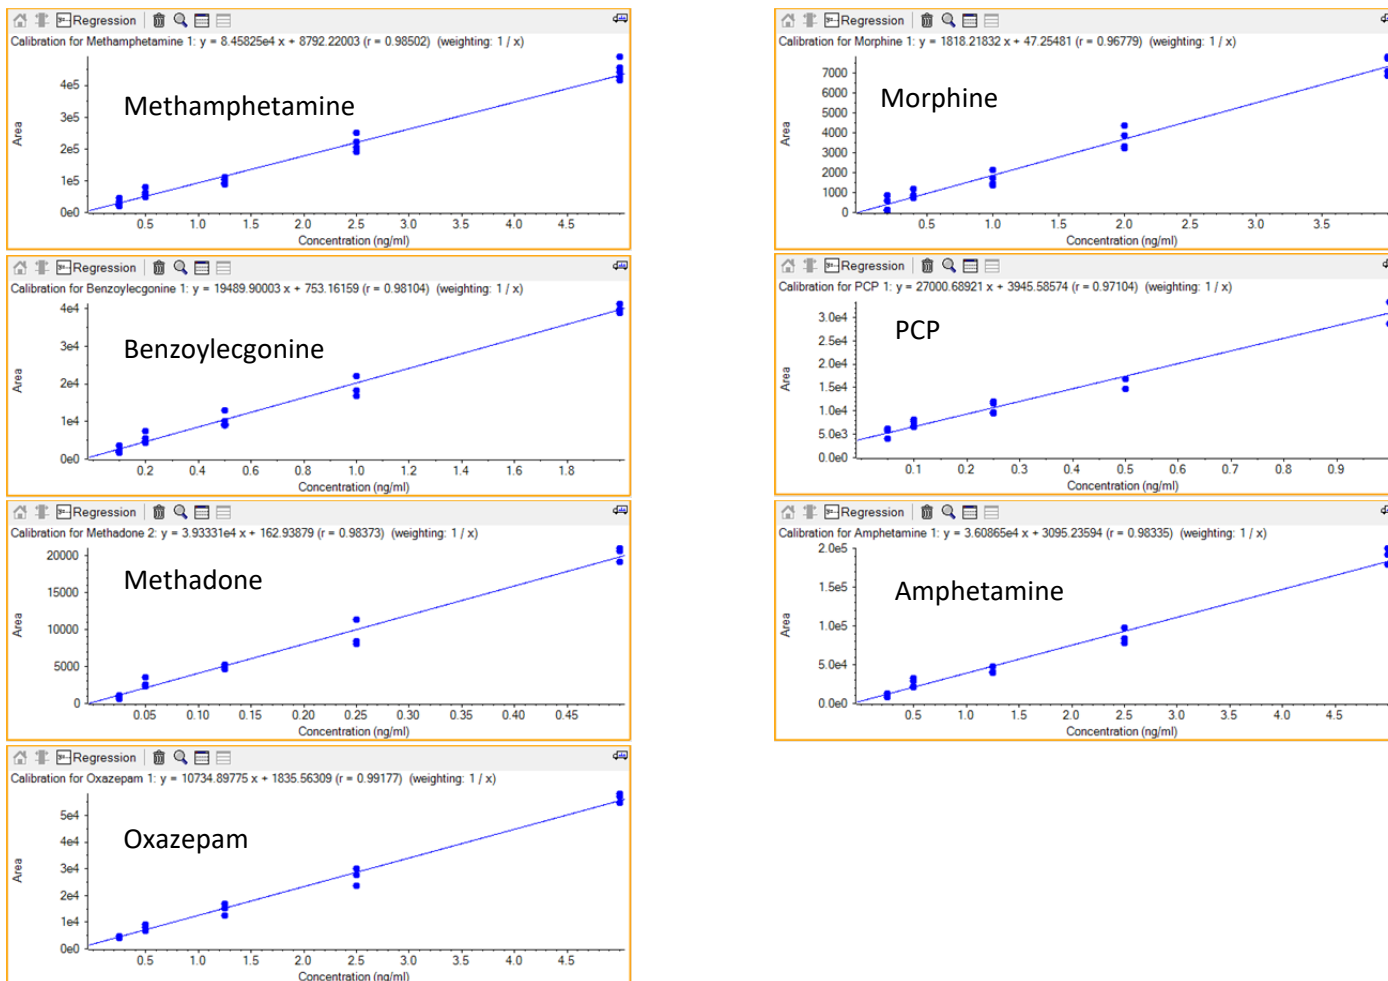 Regression
Calibration for Methamphetamine 1: y = 8.45825e4 x + 8792.22003 (r = 0.98502) (weighting: 1 / x)
Methamphetamine
Area
4e5
3e5
2e5
1e5
0e0
0.5 1.0 1.5 2.0 2.5 3.0 3.5 4.0 4.5
Concentration (ng/ml)
Regression
Calibration for Benzoylecgonine 1: y = 19489.90003 x + 753.16159 (r = 0.98104) (weighting: 1 / x)
Benzoylecgonine
Area
4e4
3e4
2e4
1e4
0e0
0.2 0.4 0.6 0.8 1.0 1.2 1.4 1.6 1.8
Concentration (ng/ml)
Regression
Calibration for Methadone 2: y = 3.93331e4 x + 162.93879 (r = 0.98373) (weighting: 1 / x)
Methadone
Area
20000
15000
10000
5000
0
0.05 0.10 0.15 0.20 0.25 0.30 0.35 0.40 0.45
Concentration (ng/ml)
Regression
Calibration for Oxazepam 1: y = 10734.89775 x + 1835.56309 (r = 0.99177) (weighting: 1 / x)
Oxazepam
Area
5e4
4e4
3e4
2e4
1e4
0e0
0.5 1.0 1.5 2.0 2.5 3.0 3.5 4.0 4.5
Concentration (ng/ml)
Regression
Calibration for Morphine 1: y = 1818.21832 x + 47.25481 (r = 0.96779) (weighting: 1 / x)
Morphine
Area
7000
6000
5000
4000
3000
2000
1000
0
0.5 1.0 1.5 2.0 2.5 3.0 3.5
Concentration (ng/ml)
Regression
Calibration for PCP 1: y = 27000.68921 x + 3945.58574 (r = 0.97104) (weighting: 1 / x)
PCP
Area
3.0e4
2.5e4
2.0e4
1.5e4
1.0e4
5.0e3
0.0e0
0.1 0.2 0.3 0.4 0.5 0.6 0.7 0.8 0.9
Concentration (ng/ml)
Regression
Calibration for Amphetamine 1: y = 3.60865e4 x + 3095.23594 (r = 0.98335) (weighting: 1 / x)
Amphetamine
Area
2.0e5
1.5e5
1.0e5
5.0e4
0.0e0
0.5 1.0 1.5 2.0 2.5 3.0 3.5 4.0 4.5
Concentration (ng/ml)